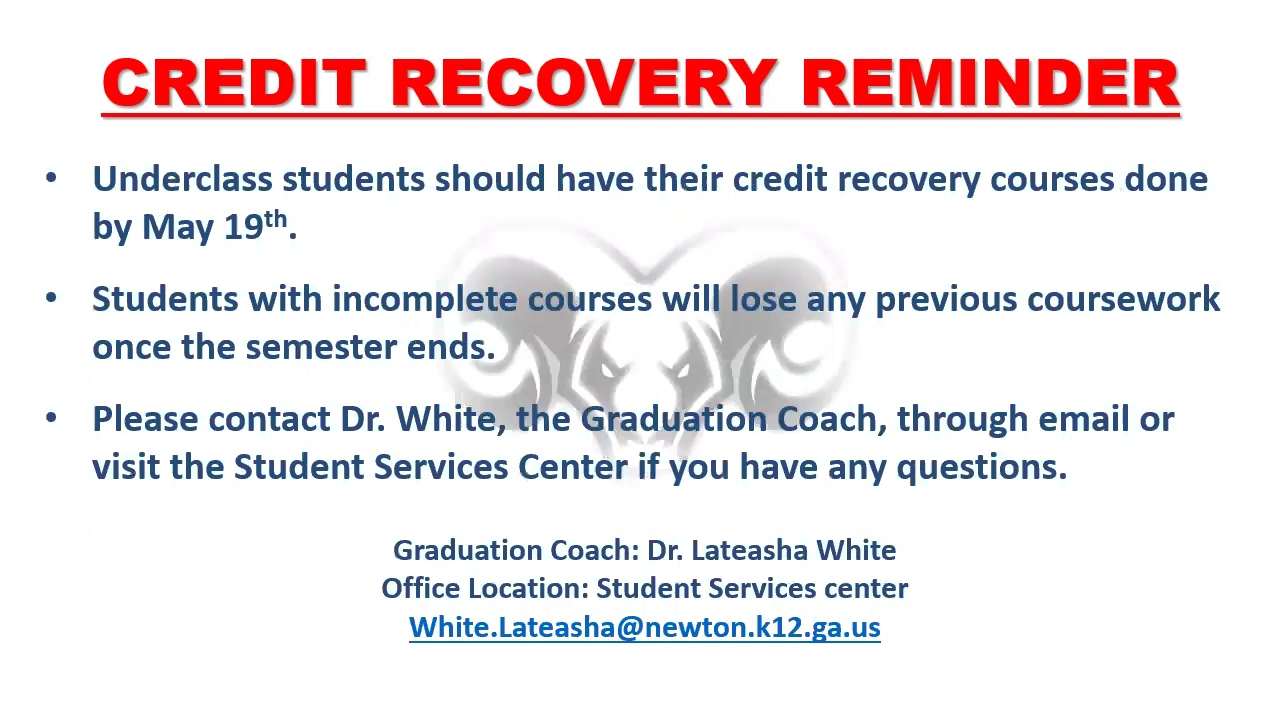 CREDIT RECOVERY REMINDER
• Underclass students should have their credit recovery courses done
by May 19th.
• Students with incomplete courses will lose any previous coursework
once the semester ends.
• Please contact Dr. White, the Graduation Coach, through email or
visit the Student Services Center if you have any questions.
Graduation Coach: Dr. Lateasha White
Office Location: Student Services center
White.Lateasha@newton.k12.ga.us